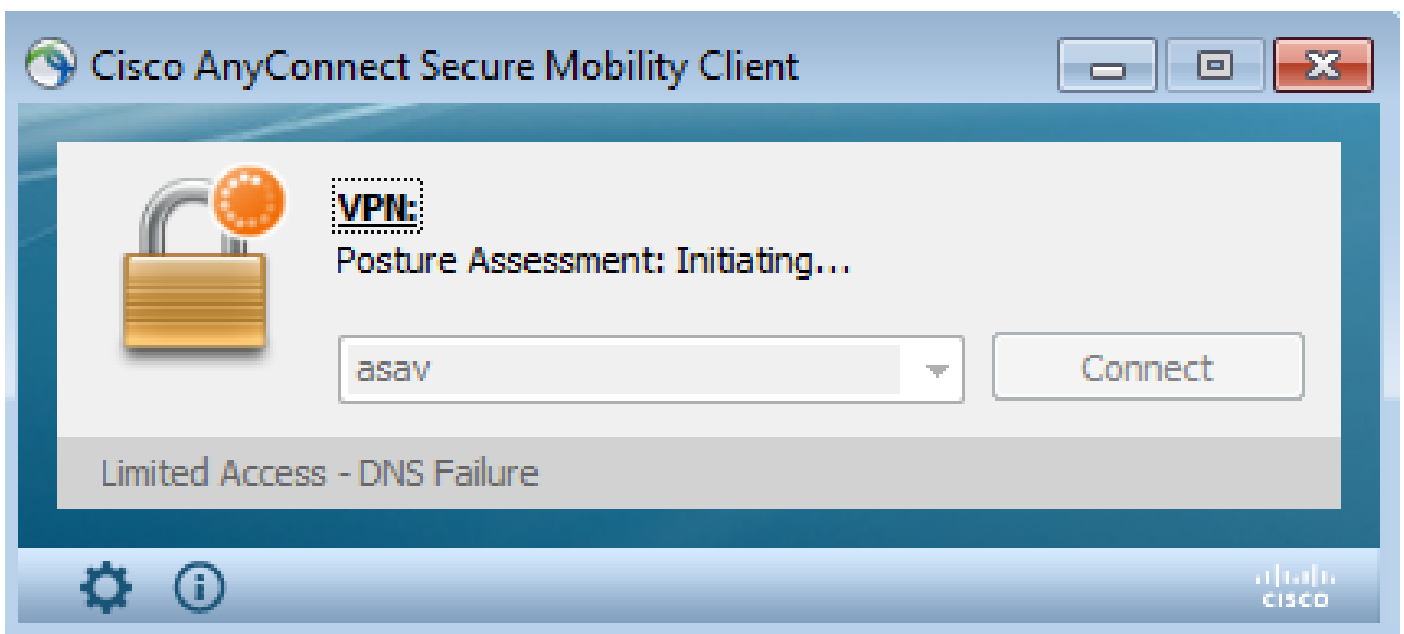 Cisco AnyConnect Secure Mobility Client
VPN:
Posture Assessment: Initiating...
asav
Connect
Limited Access - DNS Failure
CISCO